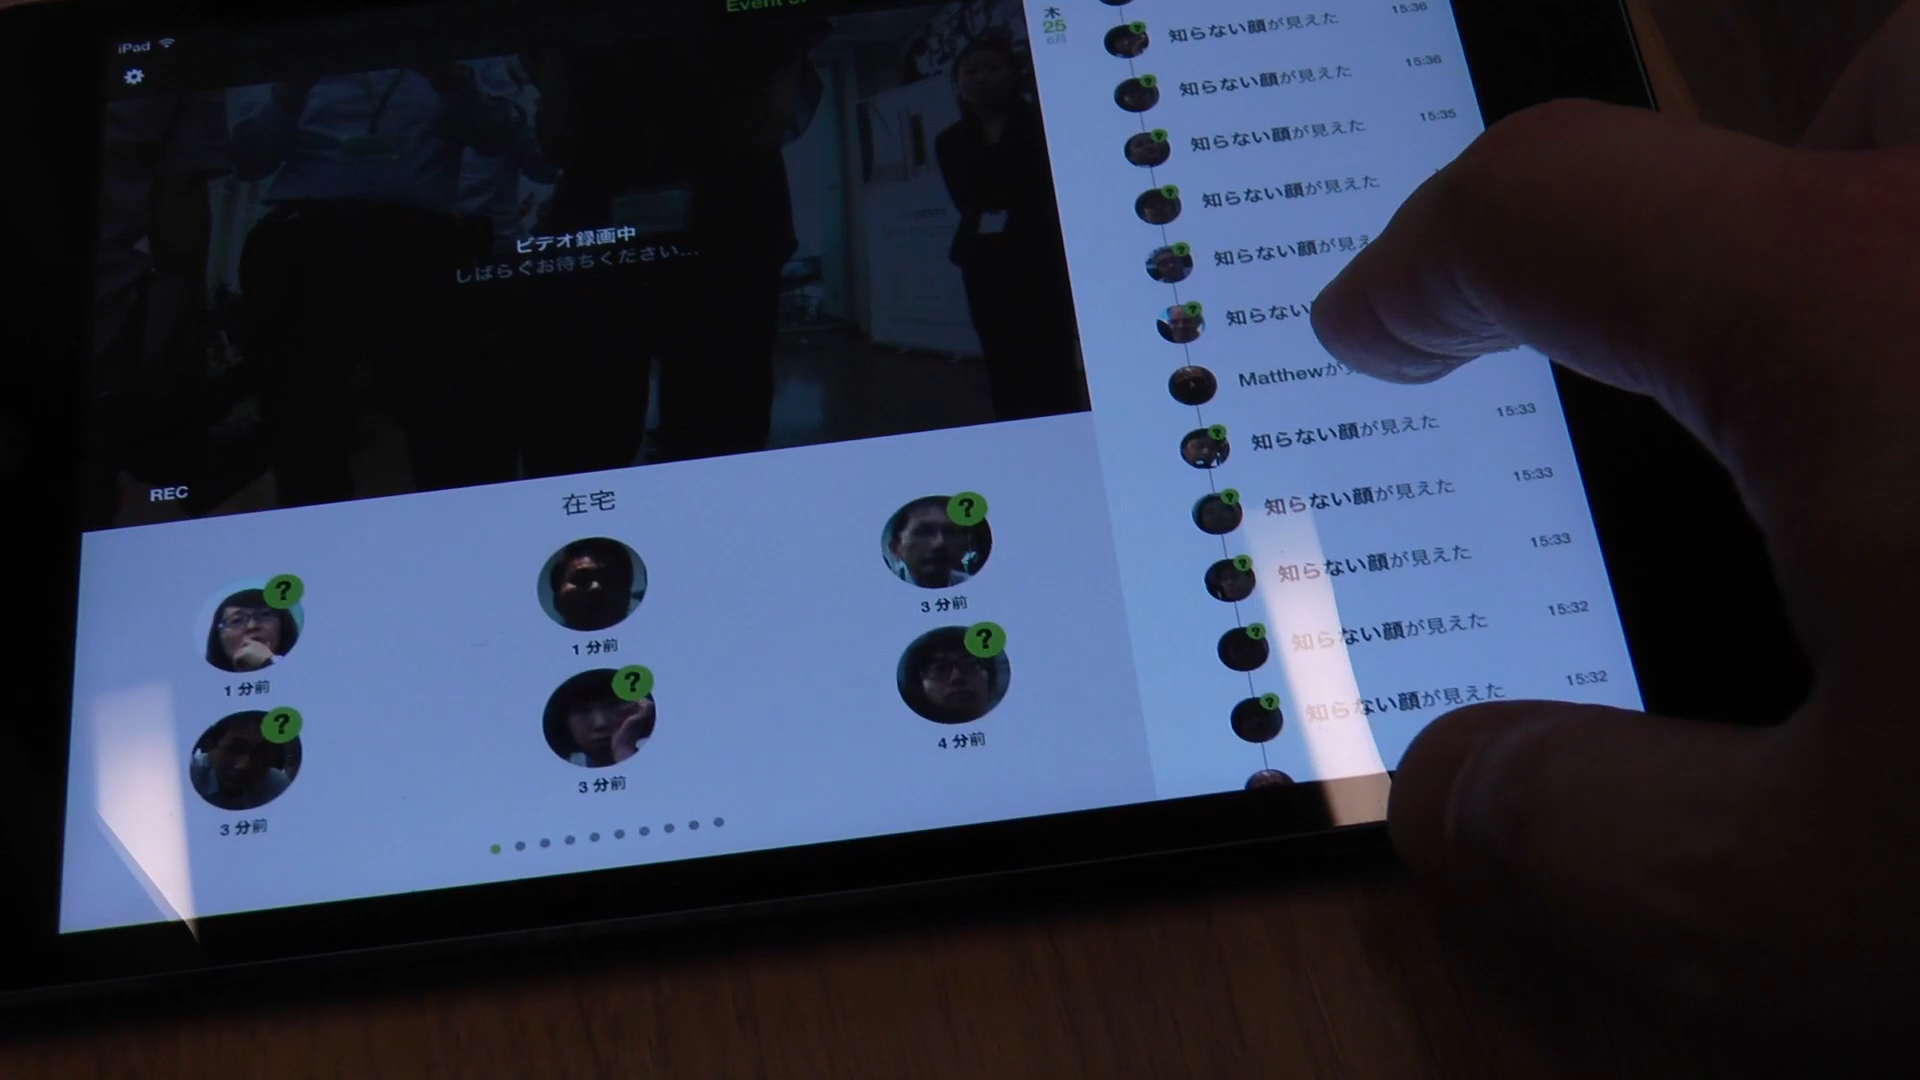 iPad
Event
ビデオ録画中
しばらくお待ちください...
REC
在宅
?
1 分前
1 分前
?
3 分前
?
3 分前
?
3 分前
?
4 分前
木
25
6月
知らない顔が見えた 15:36
知らない顔が見えた 15:36
知らない顔が見えた 15:35
知らない顔が見えた
知らない顔が見え
知らない
Matthewが
知らない顔が見えた 15:33
知らない顔が見えた 15:33
知らない顔が見えた 15:33
知らない顔が見えた 15:32
知らない顔が見えた 15:32